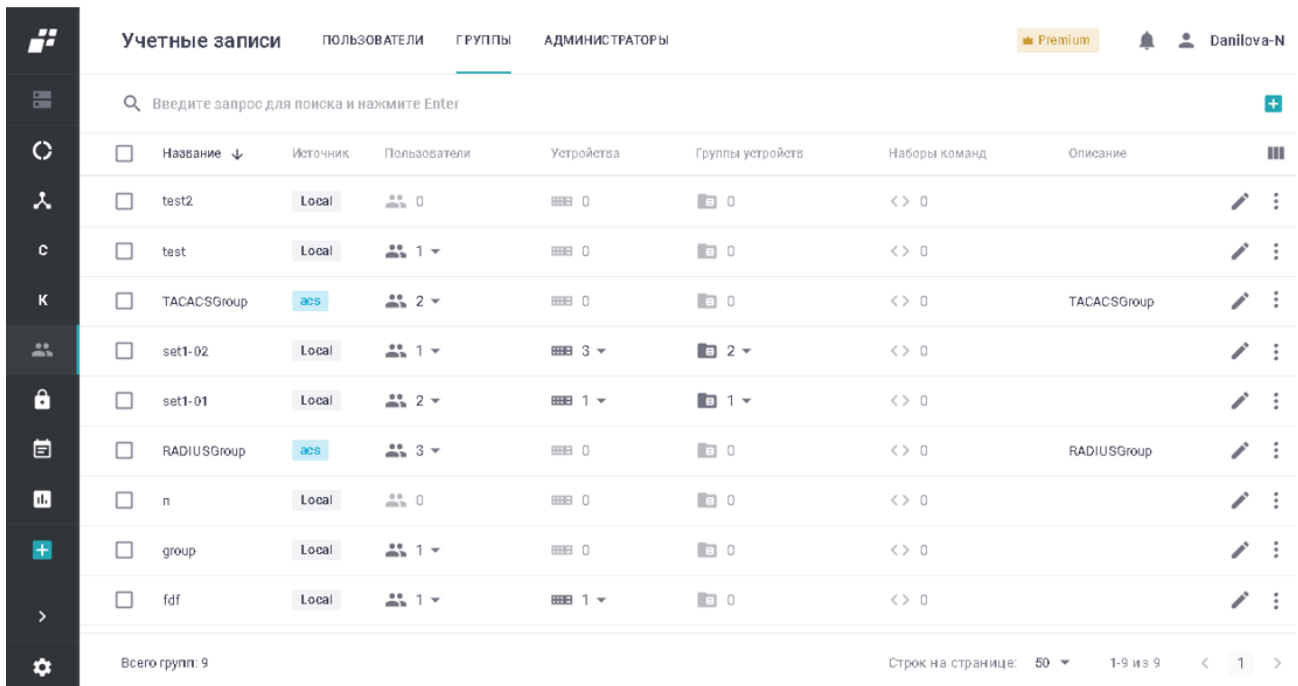 Учетные записи ПОЛЬЗОВАТЕЛИ ГРУППЫ АДМИНИСТРАТОРЫ Premium Danilova-N
Введите запрос для поиска и нажмите Enter
Название Источник Пользователи Устройства Группы устройств Наборы команд Описание
test2 Local 0 0 0 <> 0
test Local 1 0 0 <> 0
TACACSGroup acs 2 0 0 <> 0 TACACSGroup
set1-02 Local 1 3 2 <> 0
set1-01 Local 2 1 1 <> 0
RADIUSGroup acs 3 0 0 <> 0 RADIUSGroup
n Local 0 0 0 <> 0
group Local 1 0 0 <> 0
fdf Local 1 1 0 <> 0
С
К
Всего групп: 9 Строк на странице: 50 1-9 из 9 < 1 >